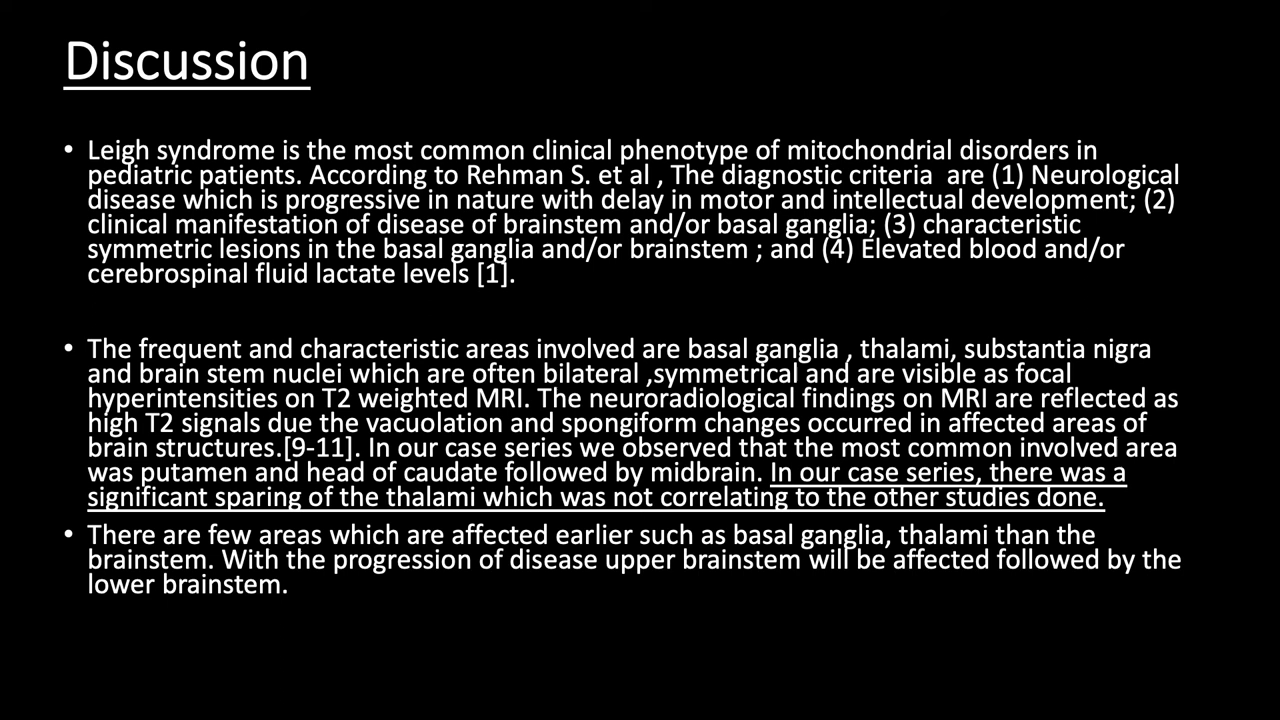 Discussion
• Leigh syndrome is the most common clinical phenotype of mitochondrial disorders in
pediatric patients. According to Rehman S. et al , The diagnostic criteria  are (1) Neurological
disease which is progressive in nature with delay in motor and intellectual development; (2)
clinical manifestation of disease of brainstem and/or basal ganglia; (3) characteristic
symmetric lesions in the basal ganglia and/or brainstem ; and (4) Elevated blood and/or
cerebrospinal fluid lactate levels [1].
• The frequent and characteristic areas involved are basal ganglia , thalami, substantia nigra
and brain stem nuclei which are often bilateral ,symmetrical and are visible as focal
hyperintensities on T2 weighted MRI. The neuroradiological findings on MRI are reflected as
high T2 signals due the vacuolation and spongiform changes occurred in affected areas of
brain structures.[9-11]. In our case series we observed that the most common involved area
was putamen and head of caudate followed by midbrain. In our case series, there was a
significant sparing of the thalami which was not correlating to the other studies done.
• There are few areas which are affected earlier such as basal ganglia, thalami than the
brainstem. With the progression of disease upper brainstem will be affected followed by the
lower brainstem.